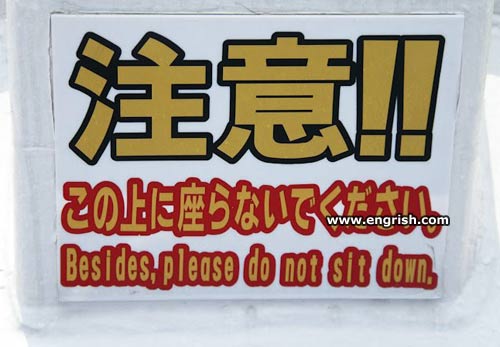 注意!!
この上に座らないでください。
www.engrish.com
Besides,please do not sit down.